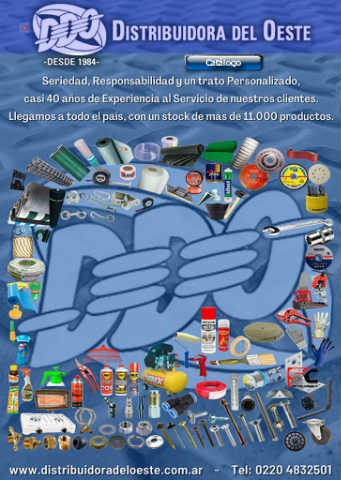 DDO DISTRIBUIDORA DEL OESTE
-DESDE 1984- Catálogo
Seriedad, Responsabilidad y un trato Personalizado,
casi 40 años de Experiencia al Servicio de nuestros clientes.
Llegamos a todo el pais, con un stock de mas de 11.000 productos.
DDO
www.distribuidoradeloeste.com.ar - Tel: 0220 4832501